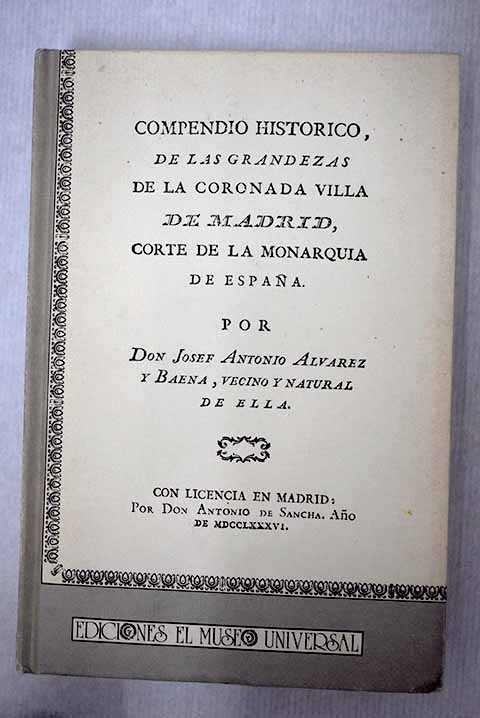 COMPENDIO HISTORICO,
DE LAS GRANDEZAS
DE LA CORONADA VILLA
DE MADRID,
CORTE DE LA MONARQUIA
DE ESPAÑA.
POR
DON JOSEF ANTONIO ALVAREZ
Y BAENA, VECINO Y NATURAL
DE ELLA.
CON LICENCIA EN MADRID:
POR DON ANTONIO DE SANCHA. AÑO
DE MDCCLXXXVI.
EDICIONES EL MUSEO UNIVERSAL